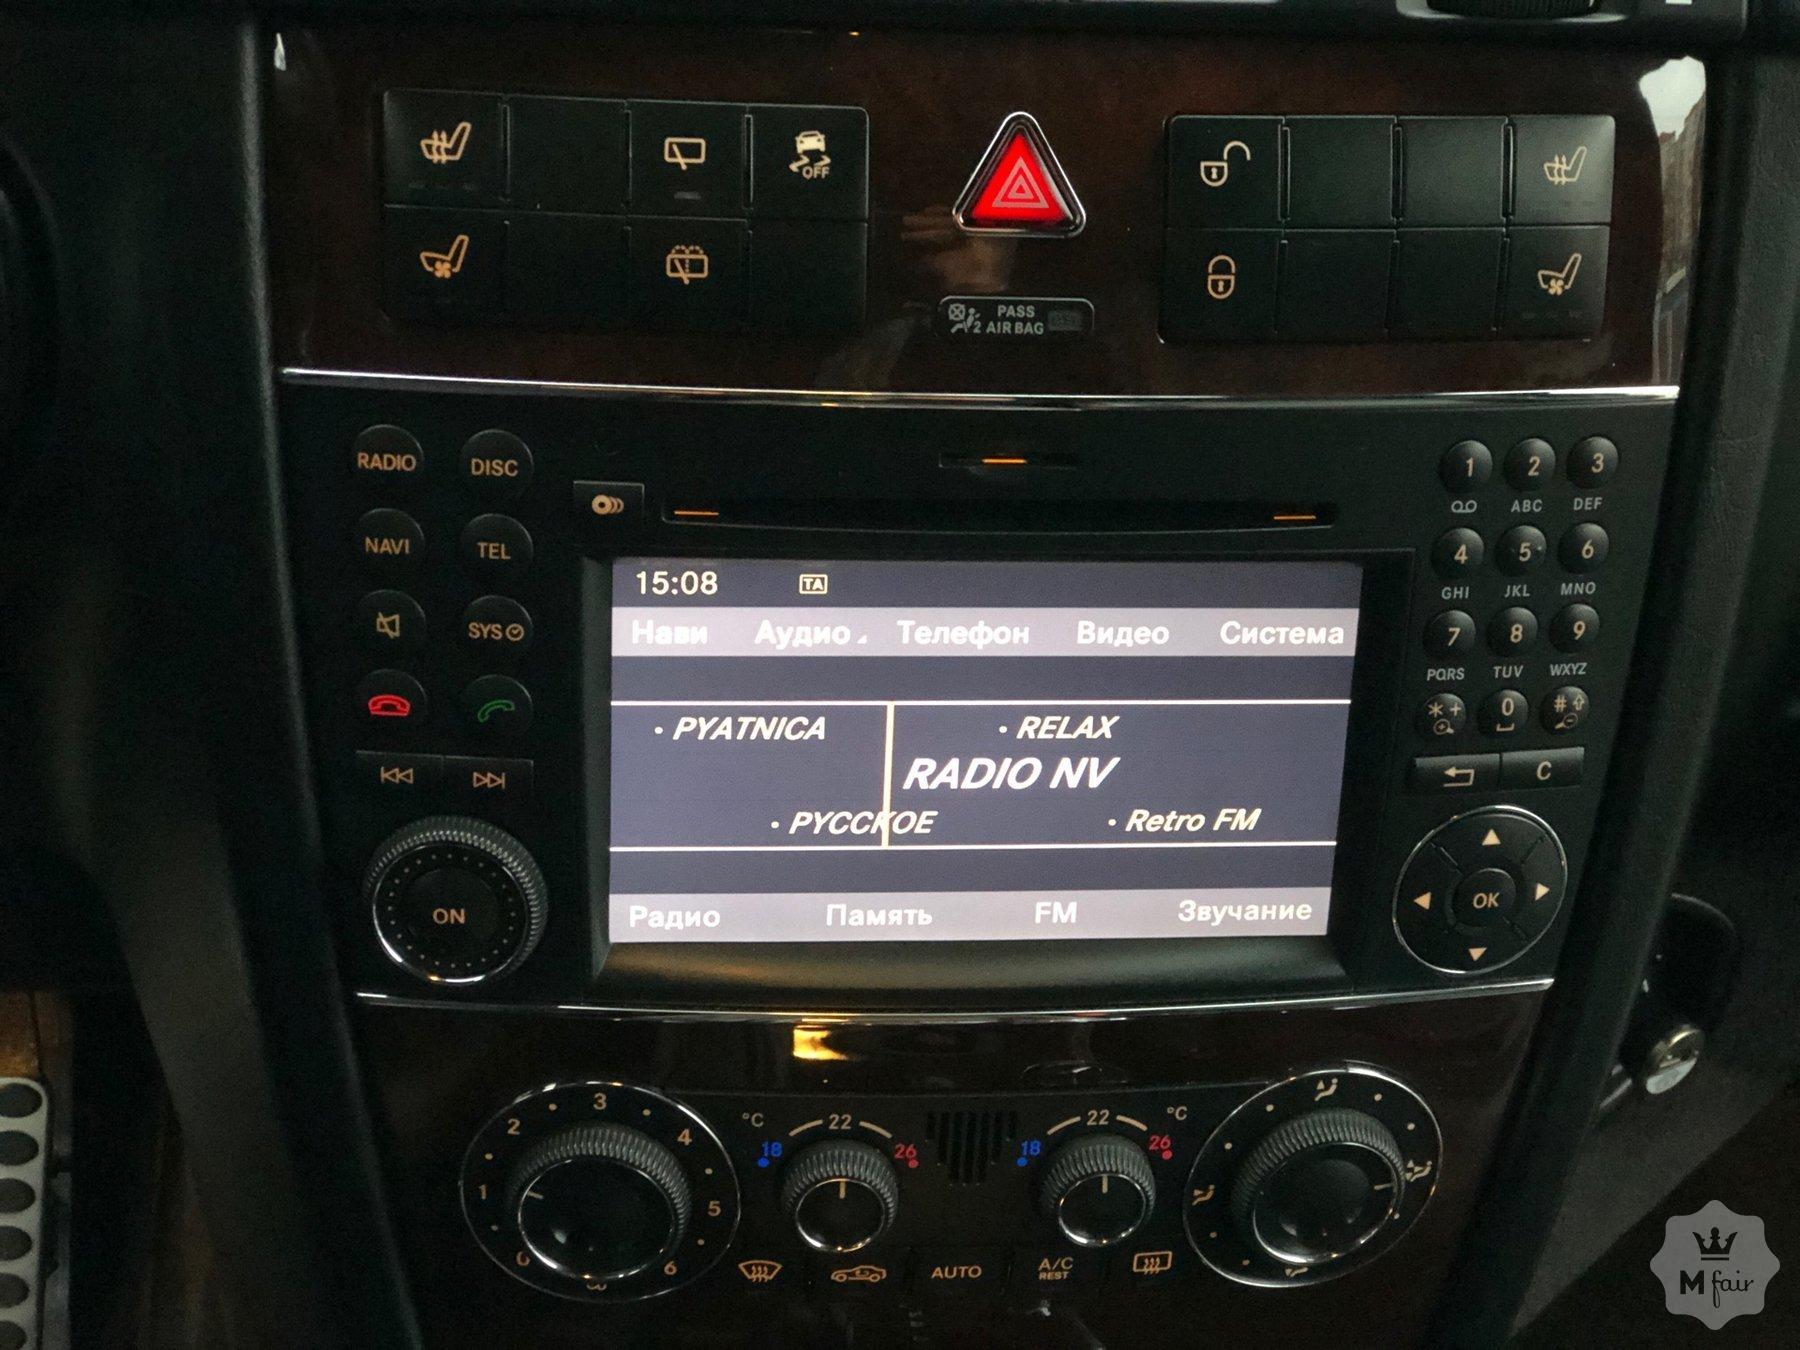 OFF
PASS
2 AIR BAG
RADIO DISC
NAVI TEL
SYS
ON
1 2 3
ABC DEF
4 5 6
GHI JKL MNO
7 8 9
PQRS TUV WXYZ
* + 0 #
C
OK
15:08 TA
Нави Аудио Телефон Видео Система
• PYATNICA • RELAX
RADIO NV
• РУССКОЕ • Retro FM
Радио Память FM Звучание
0 1 2 3 4 5 6
°C 18 22 26
18 22 26 °C
AUTO
A/C
REST
M fair